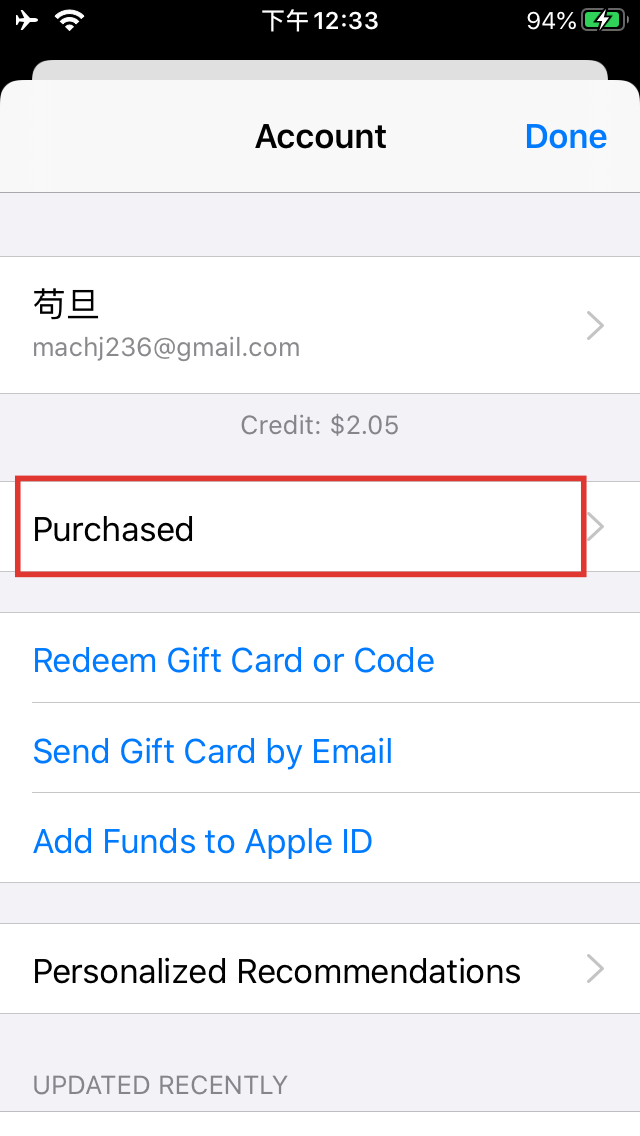 下午12:33
94%
Account
Done
苟旦
machj236@gmail.com
Credit: $2.05
Purchased
Redeem Gift Card or Code
Send Gift Card by Email
Add Funds to Apple ID
Personalized Recommendations
UPDATED RECENTLY